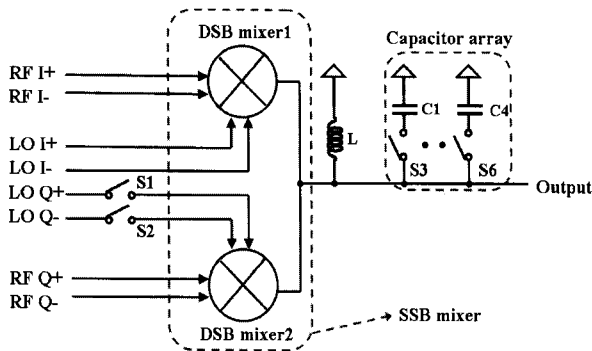 DSB mixer1
Capacitor array
RF I+
RF I-
C1
C4
LO I+
L
LO I-
S3
S6
LO Q+
S1
Output
LO Q-
S2
RF Q+
RF Q-
SSB mixer
DSB mixer2